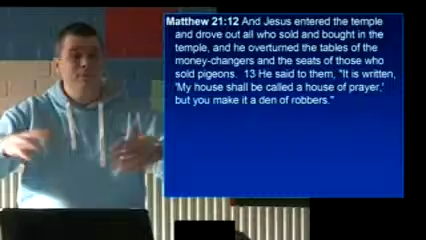 Matthew 21:12 And Jesus entered the temple
and drove out all who sold and bought in the
temple, and he overturned the tables of the
money-changers and the seats of those who
sold pigeons.  13 He said to them, "It is written,
'My house shall be called a house of prayer,'
but you make it a den of robbers."